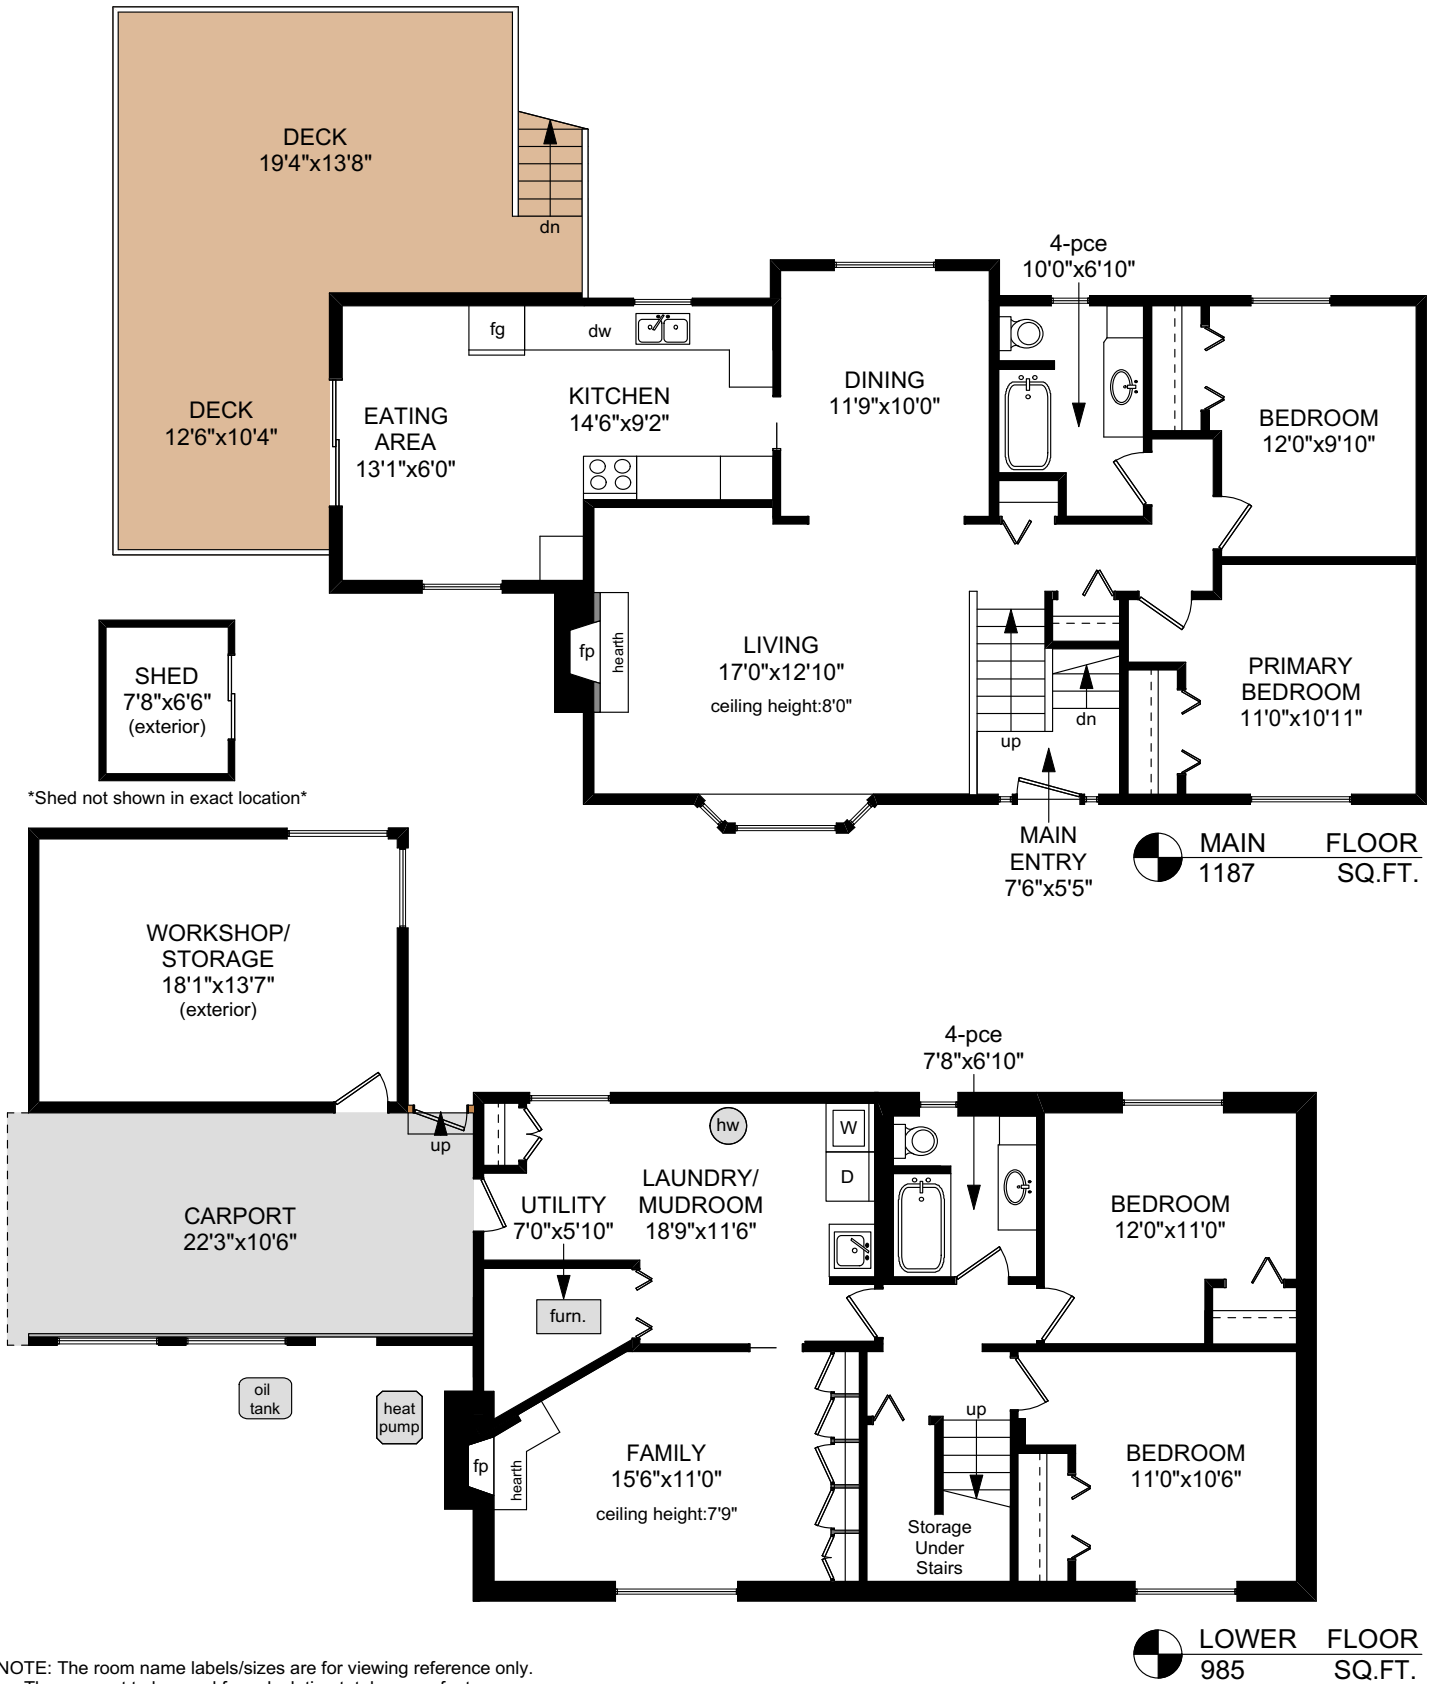 DECK
19'4"x13'8"
dn
4-pce
10'0"x6'10"
fg
dw
KITCHEN
14'6"x9'2"
DINING
11'9"x10'0"
DECK
12'6"x10'4"
EATING
AREA
13'1"x6'0"
BEDROOM
12'0"x9'10"
SHED
7'8"x6'6"
(exterior)
*Shed not shown in exact location*
fp
hearth
LIVING
17'0"x12'10"
ceiling height:8'0"
up
dn
PRIMARY
BEDROOM
11'0"x10'11"
MAIN
ENTRY
7'6"x5'5"
MAIN FLOOR
1187 SQ.FT.
WORKSHOP/
STORAGE
18'1"x13'7"
(exterior)
up
CARPORT
22'3"x10'6"
4-pce
7'8"x6'10"
hw
W
D
LAUNDRY/
MUDROOM
18'9"x11'6"
UTILITY
7'0"x5'10"
furn.
BEDROOM
12'0"x11'0"
oil
tank
heat
pump
fp
hearth
FAMILY
15'6"x11'0"
ceiling height:7'9"
up
Storage
Under
Stairs
BEDROOM
11'0"x10'6"
LOWER FLOOR
985 SQ.FT.
NOTE: The room name labels/sizes are for viewing reference only.